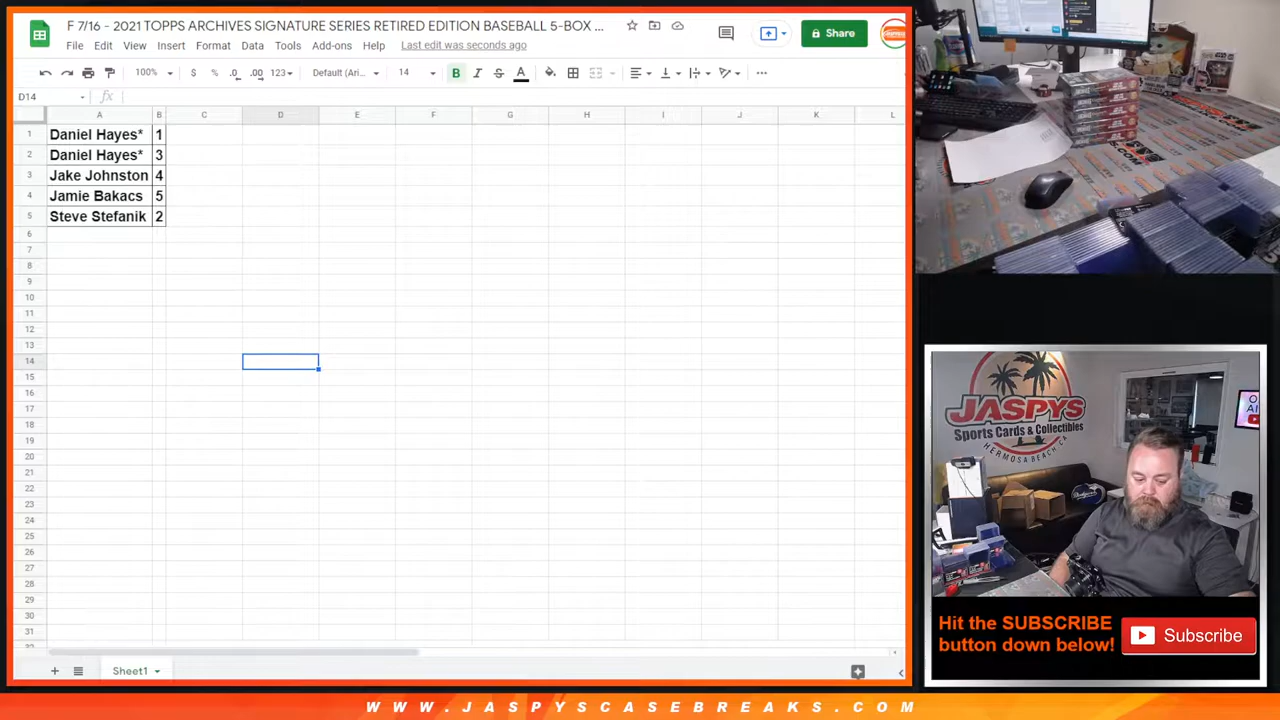 F 7/16 - 2021 TOPPS ARCHIVES SIGNATURE SERIES RETIRED EDITION BASEBALL 5-BOX ...
File Edit View Insert Format Data Tools Add-ons Help Last edit was seconds ago
Share
100% $ % .0 .00 123 Default (Ari... 14 B I S A
D14 fx
A B C D E F G H I J K L
1 Daniel Hayes* 1
2 Daniel Hayes* 3
3 Jake Johnston 4
4 Jamie Bakacs 5
5 Steve Stefanik 2
6
7
8
9
10
11
12
13
14
15
16
17
18
19
20
21
22
23
24
25
26
27
28
29
30
31
Sheet1
JASPYS
Sports Cards & Collectibles
HERMOSA BEACH CA
Dodgers
Hit the SUBSCRIBE
button down below!
Subscribe
WWW.JASPYSCASEBREAKS.COM